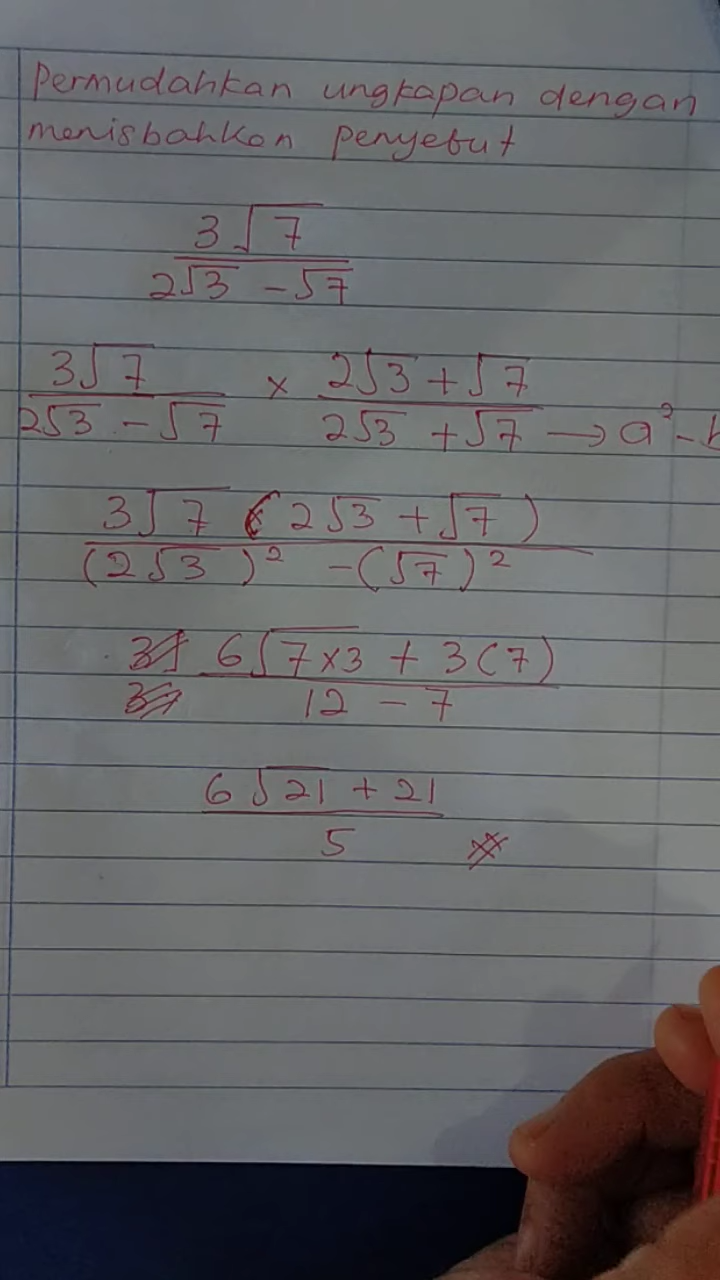 Permudahkan ungkapan dengan
menisbahkan penyebut
3√7
2√3 - √7
3√7 × 2√3 + √7
2√3 - √7 2√3 + √7 → a² - b
3√7 (2√3 + √7)
(2√3)² - (√7)²
6√7×3 + 3(7)
12 - 7
6√21 + 21
5